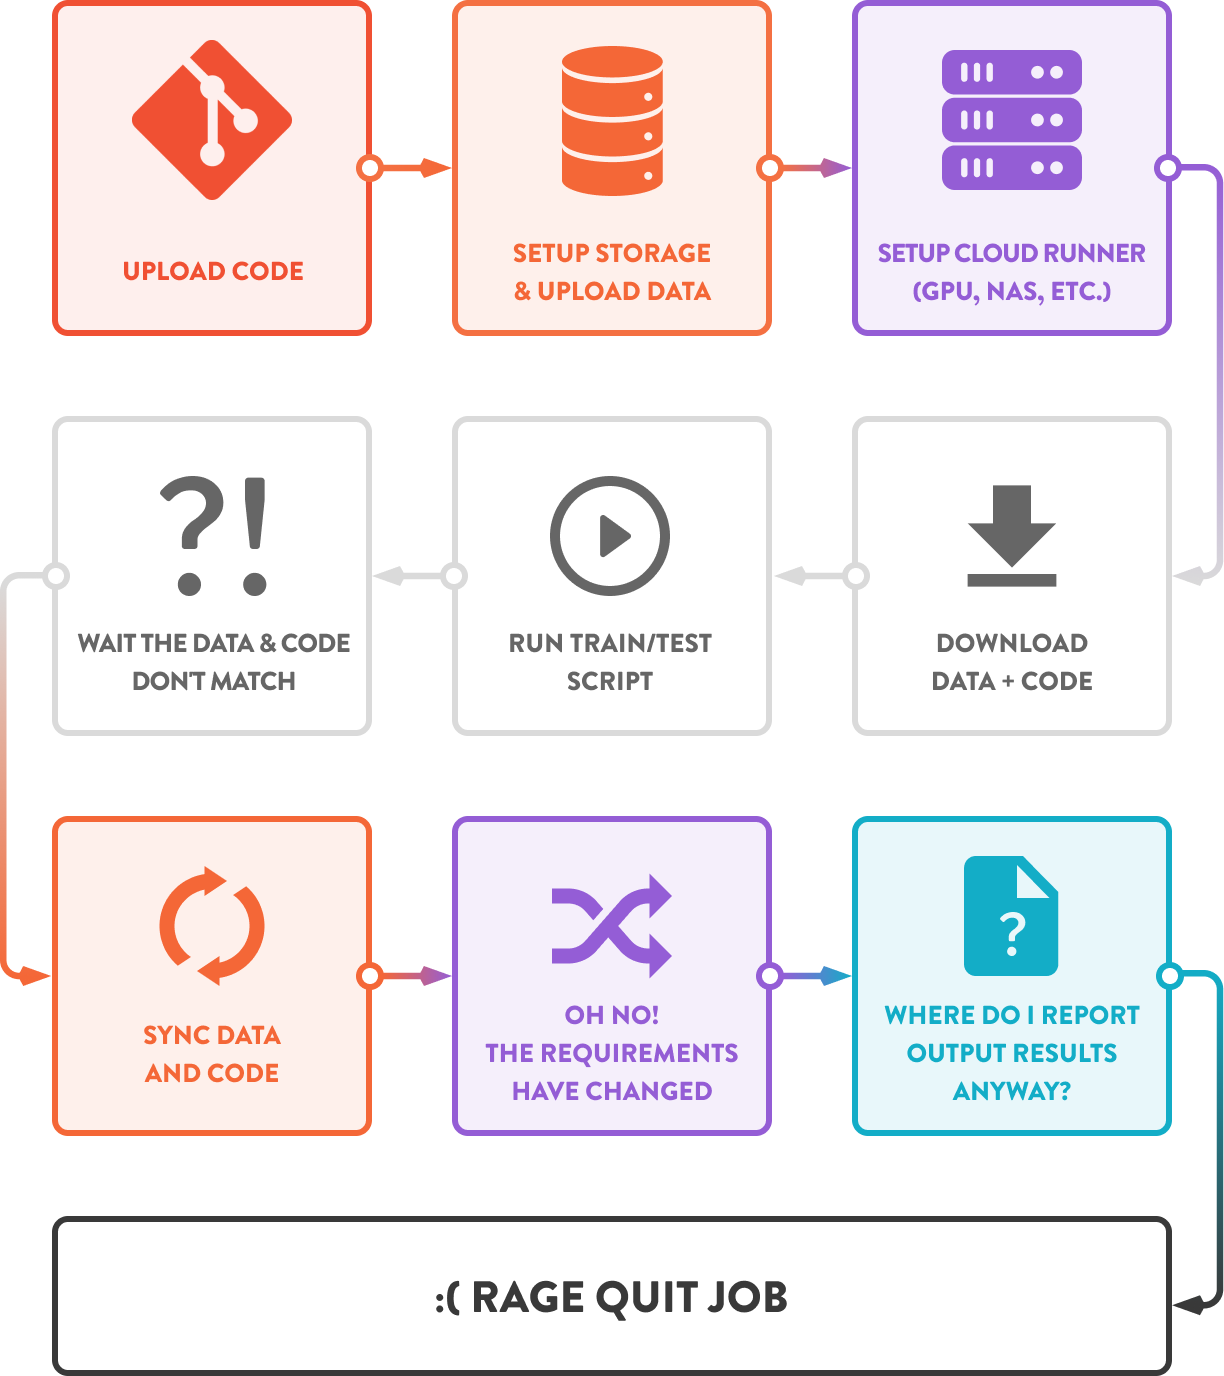 UPLOAD CODE
SETUP STORAGE
& UPLOAD DATA
SETUP CLOUD RUNNER
(GPU, NAS, ETC.)
DOWNLOAD
DATA + CODE
RUN TRAIN/TEST
SCRIPT
?!
WAIT THE DATA & CODE
DON'T MATCH
SYNC DATA
AND CODE
OH NO!
THE REQUIREMENTS
HAVE CHANGED
?
WHERE DO I REPORT
OUTPUT RESULTS
ANYWAY?
:( RAGE QUIT JOB